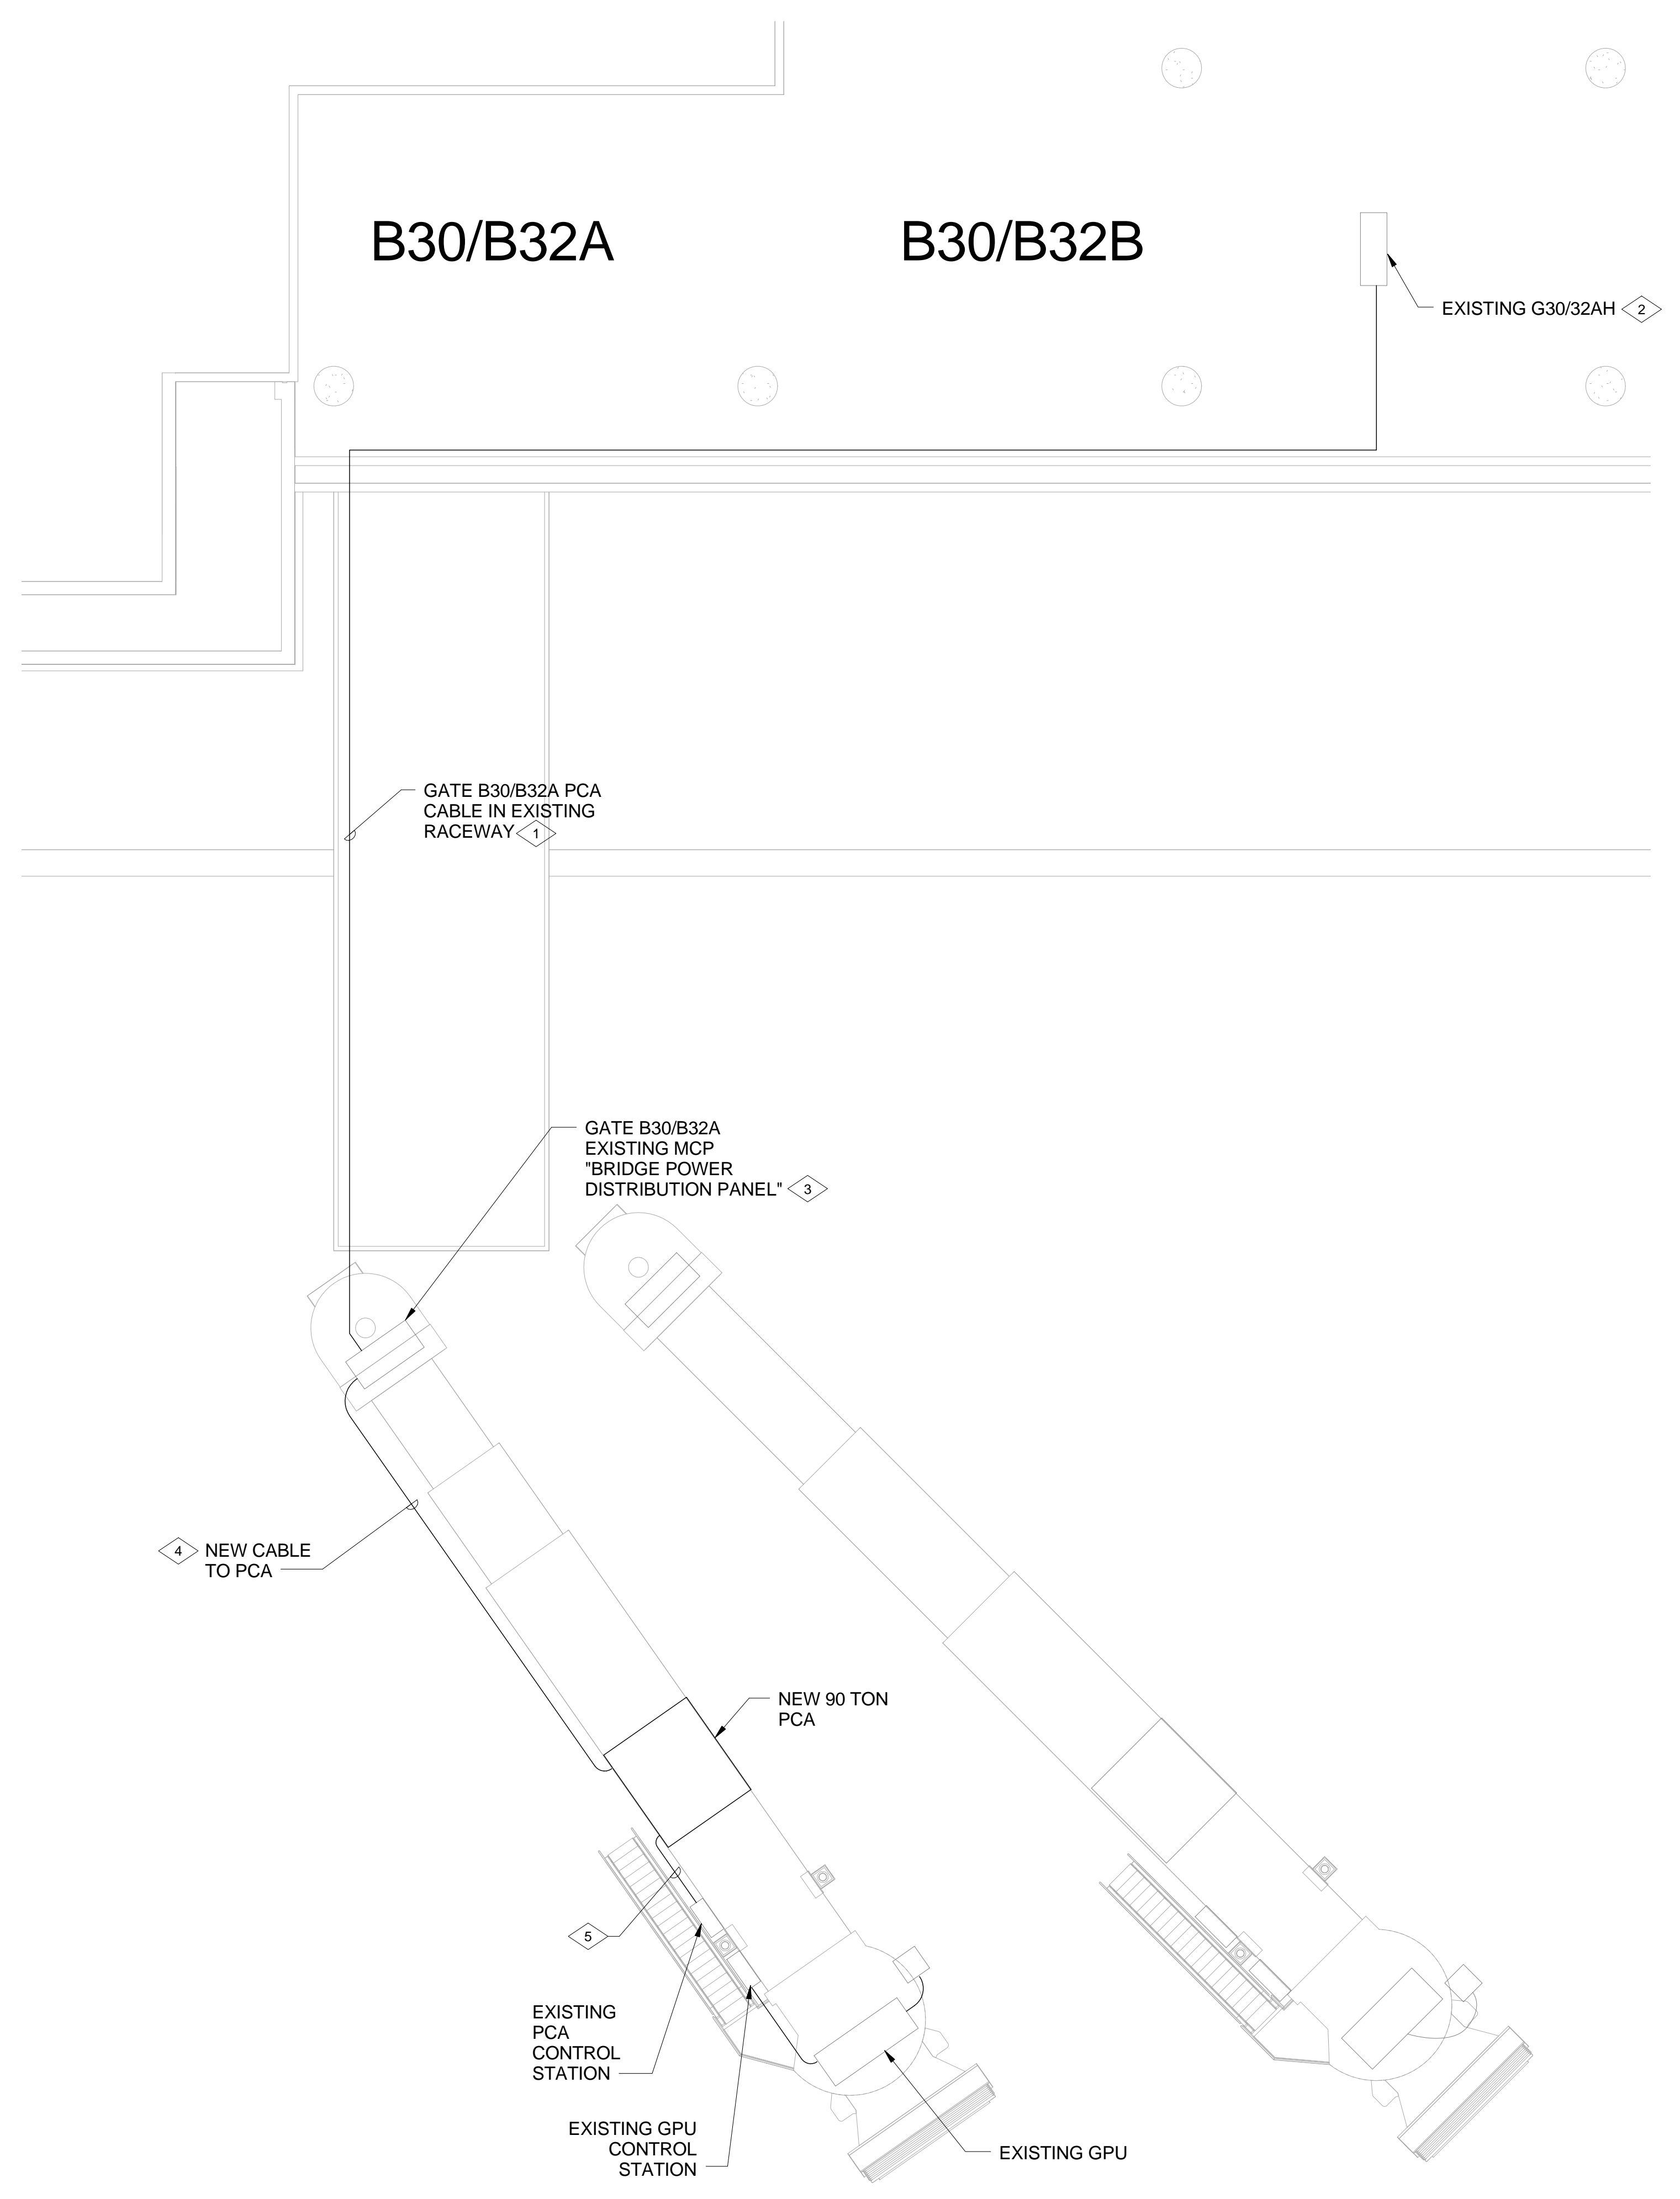 B30/B32A
B30/B32B
EXISTING G30/32AH 2
GATE B30/B32A PCA
CABLE IN EXISTING
RACEWAY 1
GATE B30/B32A
EXISTING MCP
"BRIDGE POWER
DISTRIBUTION PANEL" 3
4 NEW CABLE
TO PCA
NEW 90 TON
PCA
5
EXISTING
PCA
CONTROL
STATION
EXISTING GPU
CONTROL
STATION
EXISTING GPU